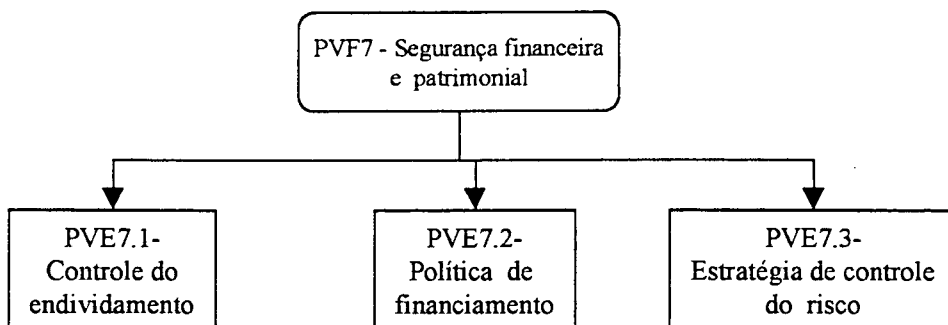 PVF7 - Segurança financeira
e patrimonial
PVE7.1-
Controle do
endividamento
PVE7.2-
Política de
financiamento
PVE7.3-
Estratégia de controle
do risco